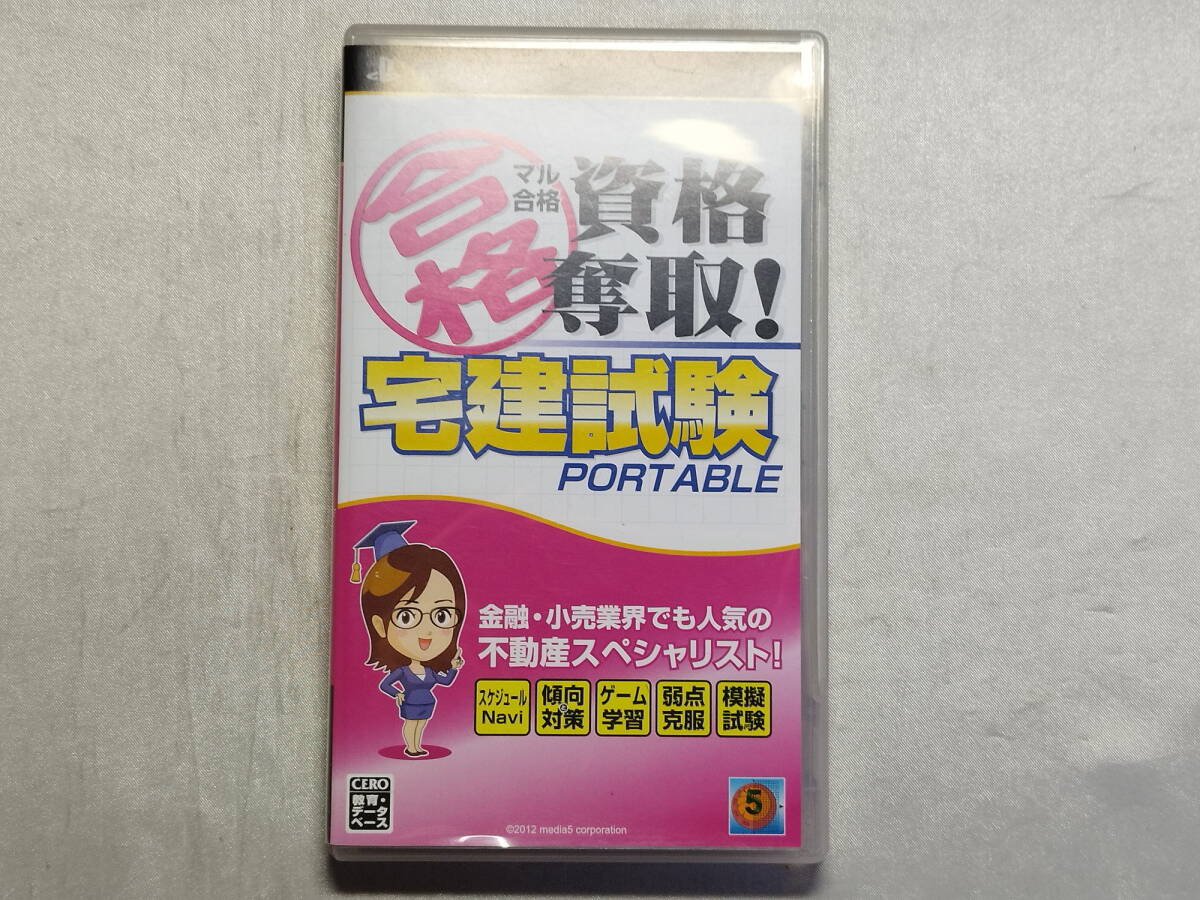 合格
マル
合格
資格
奪取!
宅建試験
PORTABLE
金融・小売業界でも人気の
不動産スペシャリスト!
スケジュール
Navi
傾向
と
対策
ゲーム
学習
弱点
克服
模擬
試験
CERO
教育・
データ
ベース
5
©2012 media5 corporation